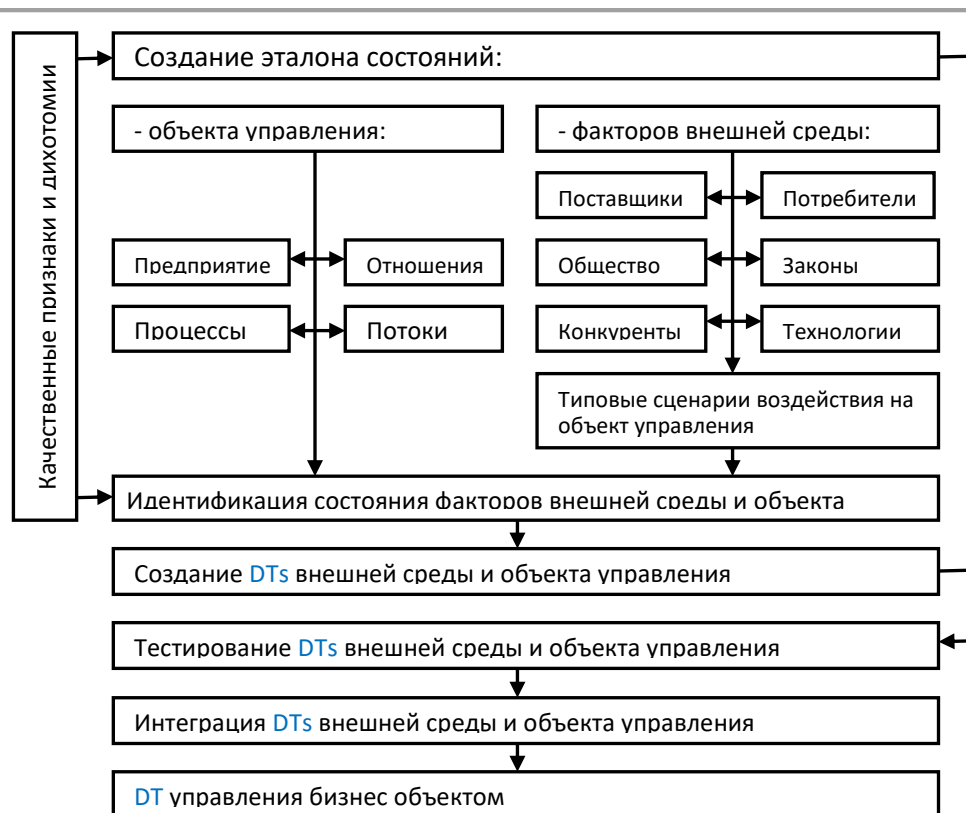 Качественные признаки и дихотомии
Создание эталона состояний:
- объекта управления:
- факторов внешней среды:
Поставщики
Потребители
Предприятие
Отношения
Общество
Законы
Процессы
Потоки
Конкуренты
Технологии
Типовые сценарии воздействия на
объект управления
Идентификация состояния факторов внешней среды и объекта
Создание DTs внешней среды и объекта управления
Тестирование DTs внешней среды и объекта управления
Интеграция DTs внешней среды и объекта управления
DT управления бизнес объектом